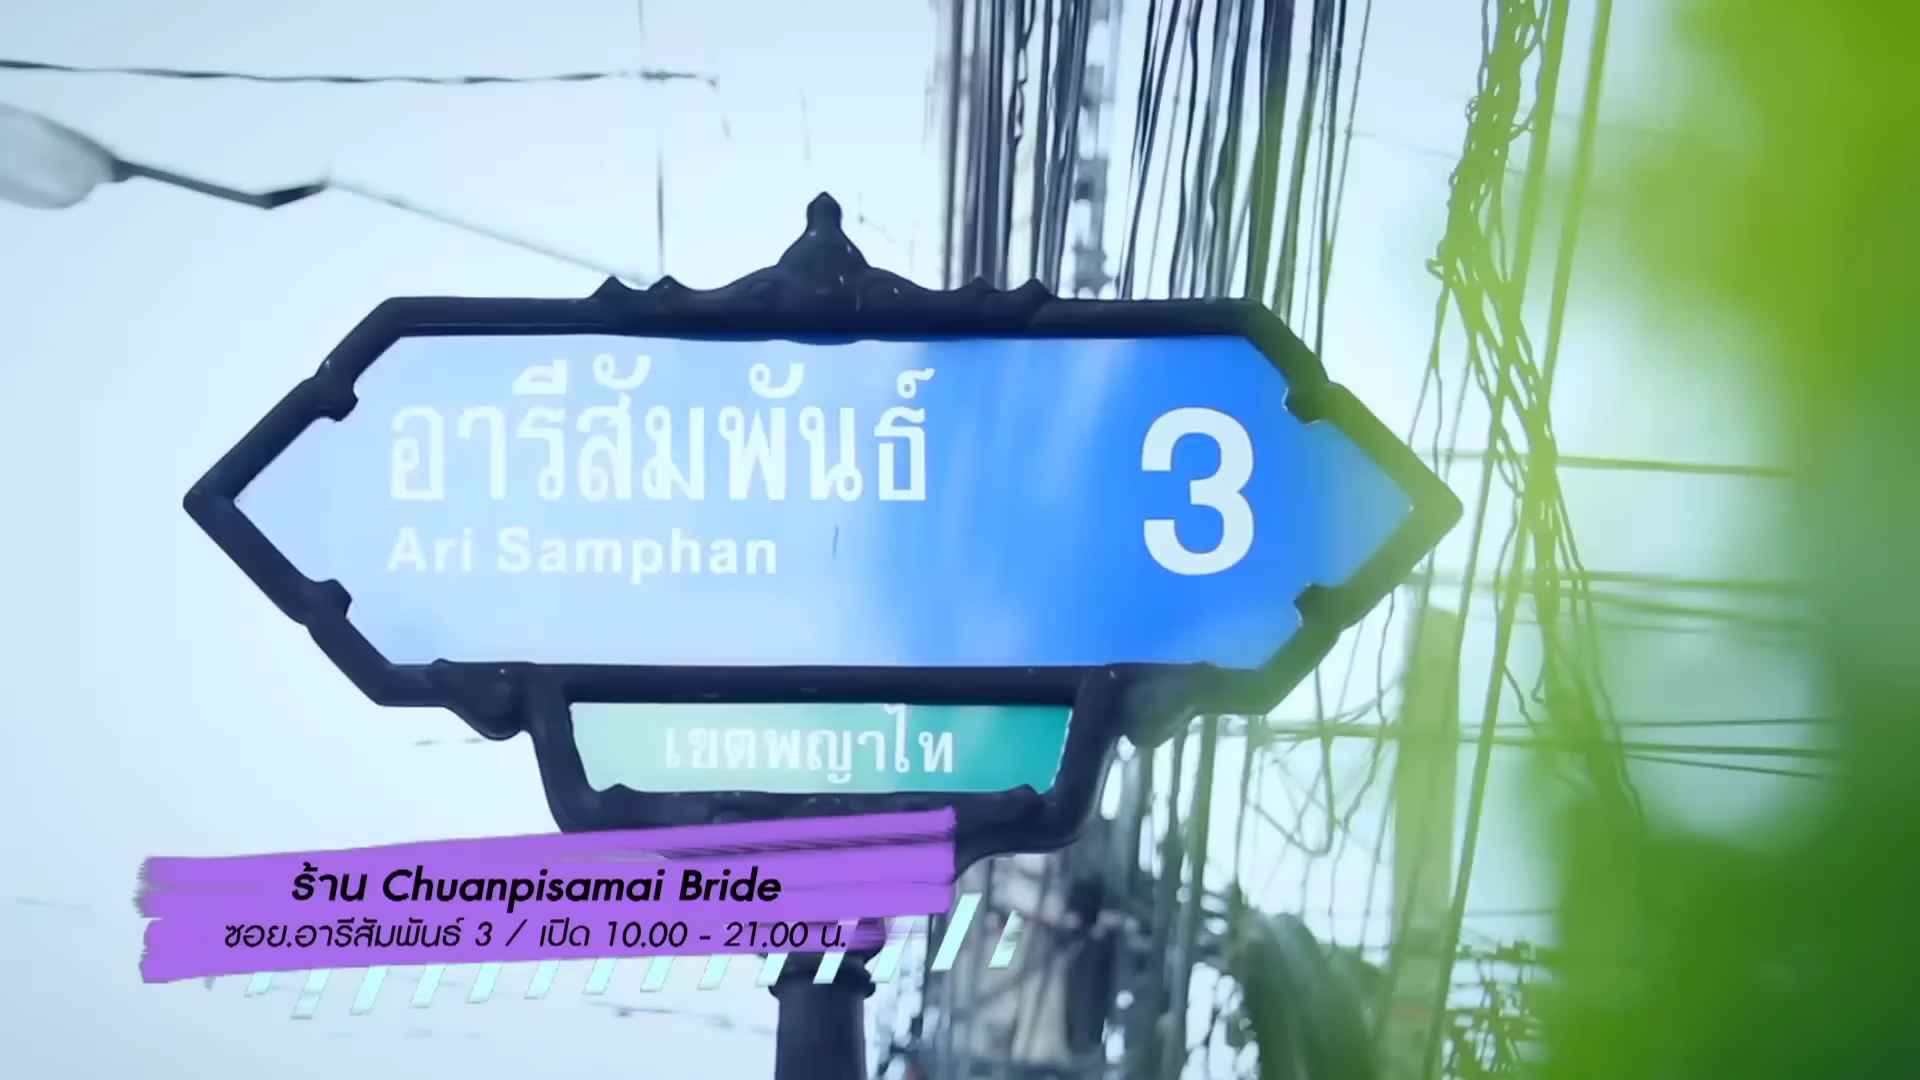 อารีสัมพันธ์ 3
Ari Samphan
เขตพญาไท
ร้าน Chuanpisamai Bride
ซอย.อารีสัมพันธ์ 3 / เปิด 10.00 - 21.00 น.